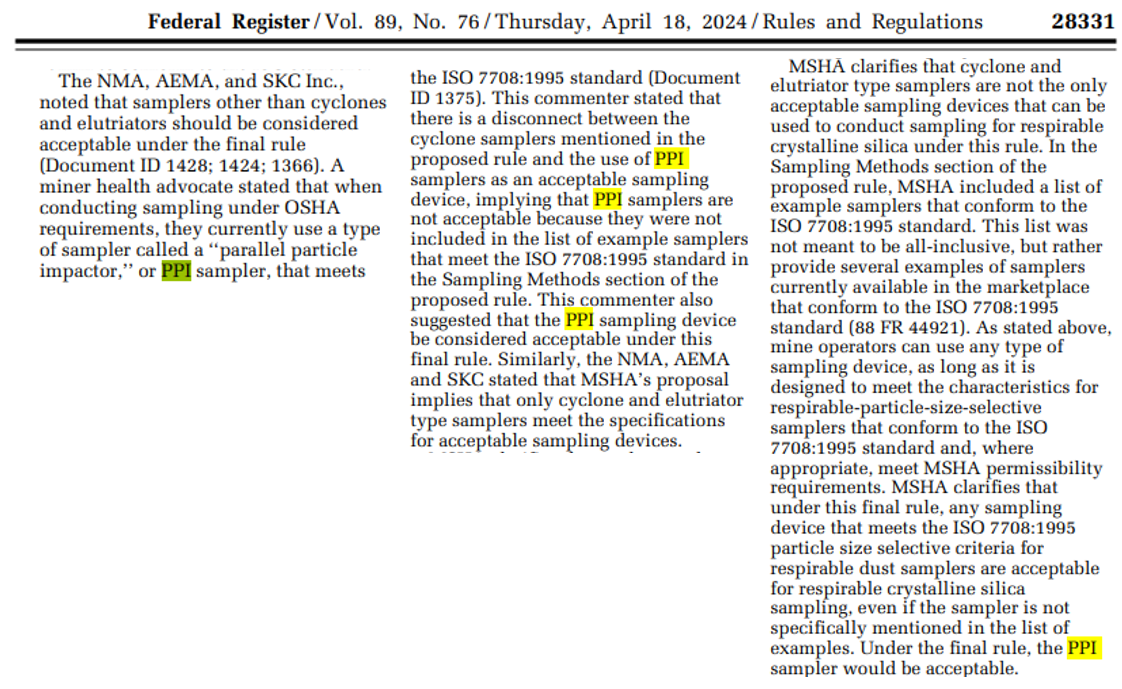 Federal Register / Vol. 89, No. 76 / Thursday, April 18, 2024 / Rules and Regulations 28331
The NMA, AEMA, and SKC Inc.,
noted that samplers other than cyclones
and elutriators should be considered
acceptable under the final rule
(Document ID 1428; 1424; 1366). A
miner health advocate stated that when
conducting sampling under OSHA
requirements, they currently use a type
of sampler called a ‘‘parallel particle
impactor,’’ or PPI sampler, that meets
the ISO 7708:1995 standard (Document
ID 1375). This commenter stated that
there is a disconnect between the
cyclone samplers mentioned in the
proposed rule and the use of PPI
samplers as an acceptable sampling
device, implying that PPI samplers are
not acceptable because they were not
included in the list of example samplers
that meet the ISO 7708:1995 standard in
the Sampling Methods section of the
proposed rule. This commenter also
suggested that the PPI sampling device
be considered acceptable under this
final rule. Similarly, the NMA, AEMA
and SKC stated that MSHA’s proposal
implies that only cyclone and elutriator
type samplers meet the specifications
for acceptable sampling devices.
MSHA clarifies that cyclone and
elutriator type samplers are not the only
acceptable sampling devices that can be
used to conduct sampling for respirable
crystalline silica under this rule. In the
Sampling Methods section of the
proposed rule, MSHA included a list of
example samplers that conform to the
ISO 7708:1995 standard. This list was
not meant to be all-inclusive, but rather
provide several examples of samplers
currently available in the marketplace
that conform to the ISO 7708:1995
standard (88 FR 44921). As stated above,
mine operators can use any type of
sampling device, as long as it is
designed to meet the characteristics for
respirable-particle-size-selective
samplers that conform to the ISO
7708:1995 standard and, where
appropriate, meet MSHA permissibility
requirements. MSHA clarifies that
under this final rule, any sampling
device that meets the ISO 7708:1995
particle size selective criteria for
respirable dust samplers are acceptable
for respirable crystalline silica
sampling, even if the sampler is not
specifically mentioned in the list of
examples. Under the final rule, the PPI
sampler would be acceptable.